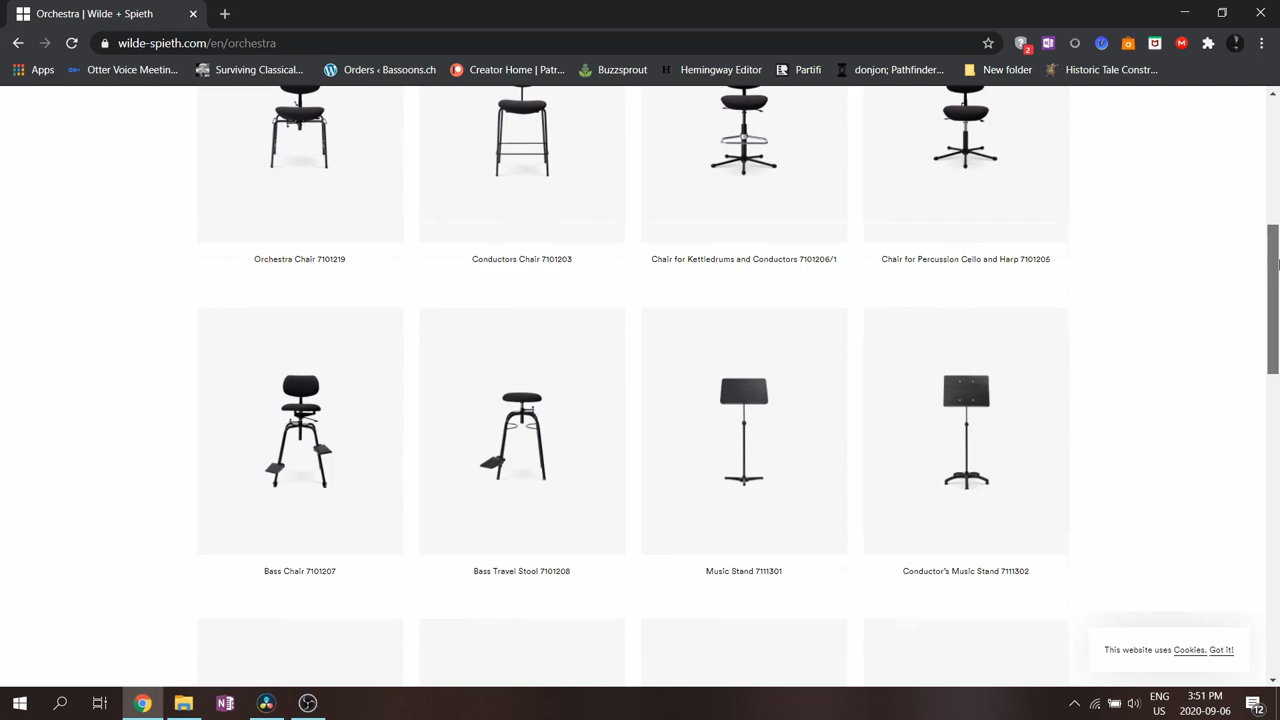 Orchestra | Wilde + Spieth
wilde-spieth.com/en/orchestra
2
Apps
Otter Voice Meetin...
Surviving Classical...
Orders ‹ Bassoons.ch
Creator Home | Patr...
Buzzsprout
Hemingway Editor
Partifi
donjon; Pathfinder...
New folder
Historic Tale Constr...
Orchestra Chair 7101219
Conductors Chair 7101203
Chair for Kettledrums and Conductors 7101206/1
Chair for Percussion Cello and Harp 7101205
Bass Chair 7101207
Bass Travel Stool 7101208
Music Stand 7111301
Conductor's Music Stand 7111302
This website uses Cookies. Got it!
ENG
US
3:51 PM
2020-09-06
12